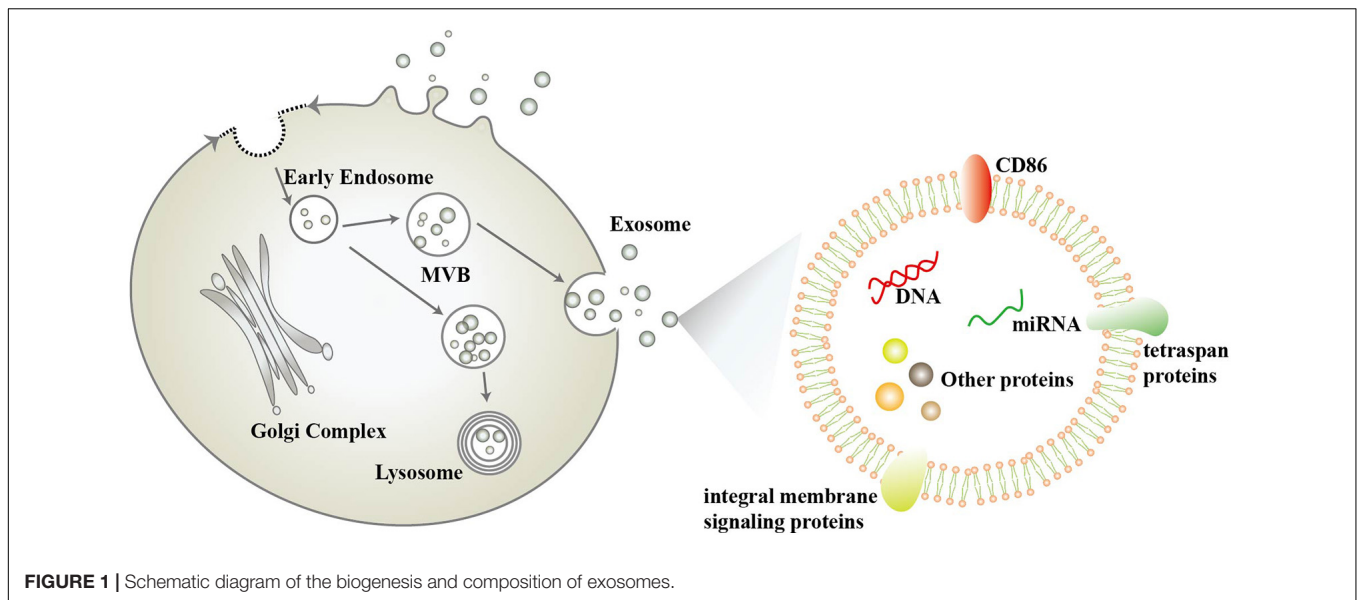 Early Endosome
MVB
Exosome
Golgi Complex
Lysosome
CD86
DNA
miRNA
tetraspan
proteins
Other proteins
integral membrane
signaling proteins
FIGURE 1 | Schematic diagram of the biogenesis and composition of exosomes.